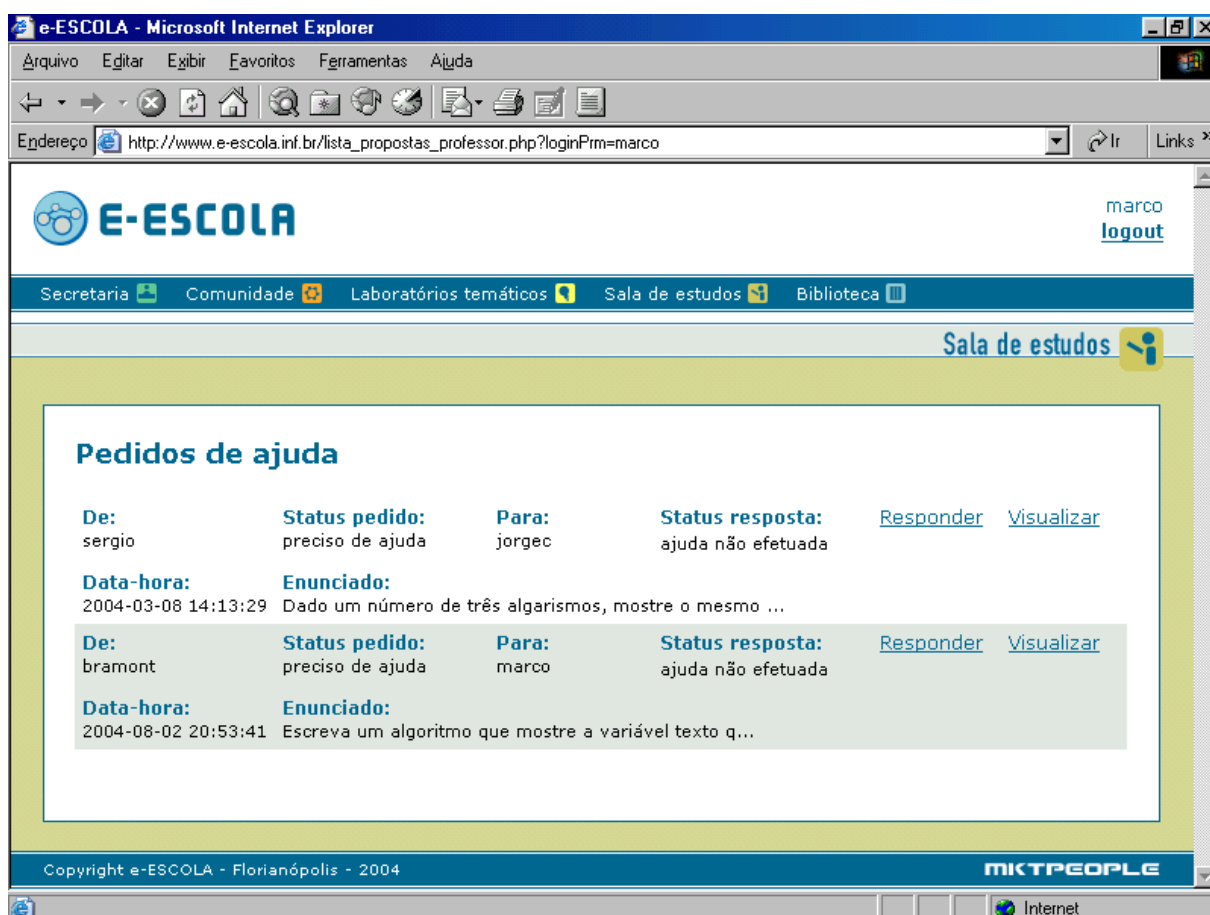 e-ESCOLA - Microsoft Internet Explorer
Arquivo Editar Exibir Favoritos Ferramentas Ajuda
Endereço http://www.e-escola.inf.br/lista_propostas_professor.php?loginPrm=marco Ir Links »
E-ESCOLA
marco
logout
Secretaria Comunidade Laboratórios temáticos Sala de estudos Biblioteca
Sala de estudos
Pedidos de ajuda
De: Status pedido: Para: Status resposta: Responder Visualizar
sergio preciso de ajuda jorgec ajuda não efetuada
Data-hora: Enunciado:
2004-03-08 14:13:29 Dado um número de três algarismos, mostre o mesmo ...
De: Status pedido: Para: Status resposta: Responder Visualizar
bramont preciso de ajuda marco ajuda não efetuada
Data-hora: Enunciado:
2004-08-02 20:53:41 Escreva um algoritmo que mostre a variável texto q...
Copyright e-ESCOLA - Florianópolis - 2004 MKTPEOPLE
Internet